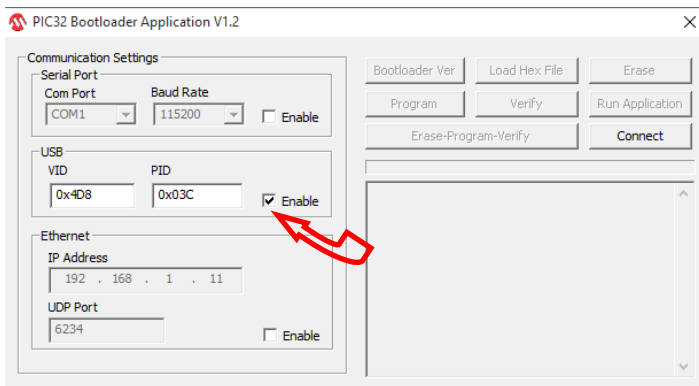 PIC32 Bootloader Application V1.2
Communication Settings
Serial Port
Com Port Baud Rate
COM1 115200 Enable
USB
VID PID
0x4D8 0x03C Enable
Ethernet
IP Address
192 . 168 . 1 . 11
UDP Port
6234 Enable
Bootloader Ver Load Hex File Erase
Program Verify Run Application
Erase-Program-Verify Connect